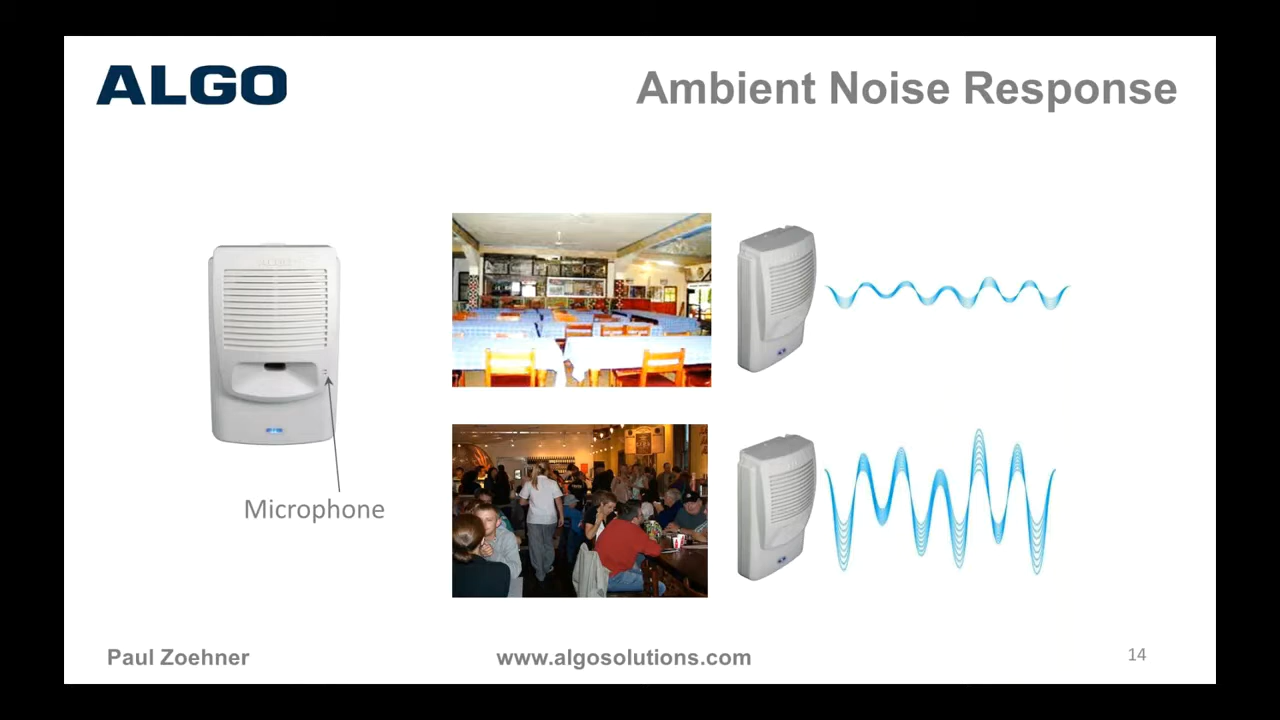 ALGO
Ambient Noise Response
Microphone
Paul Zoehner
www.algosolutions.com
14